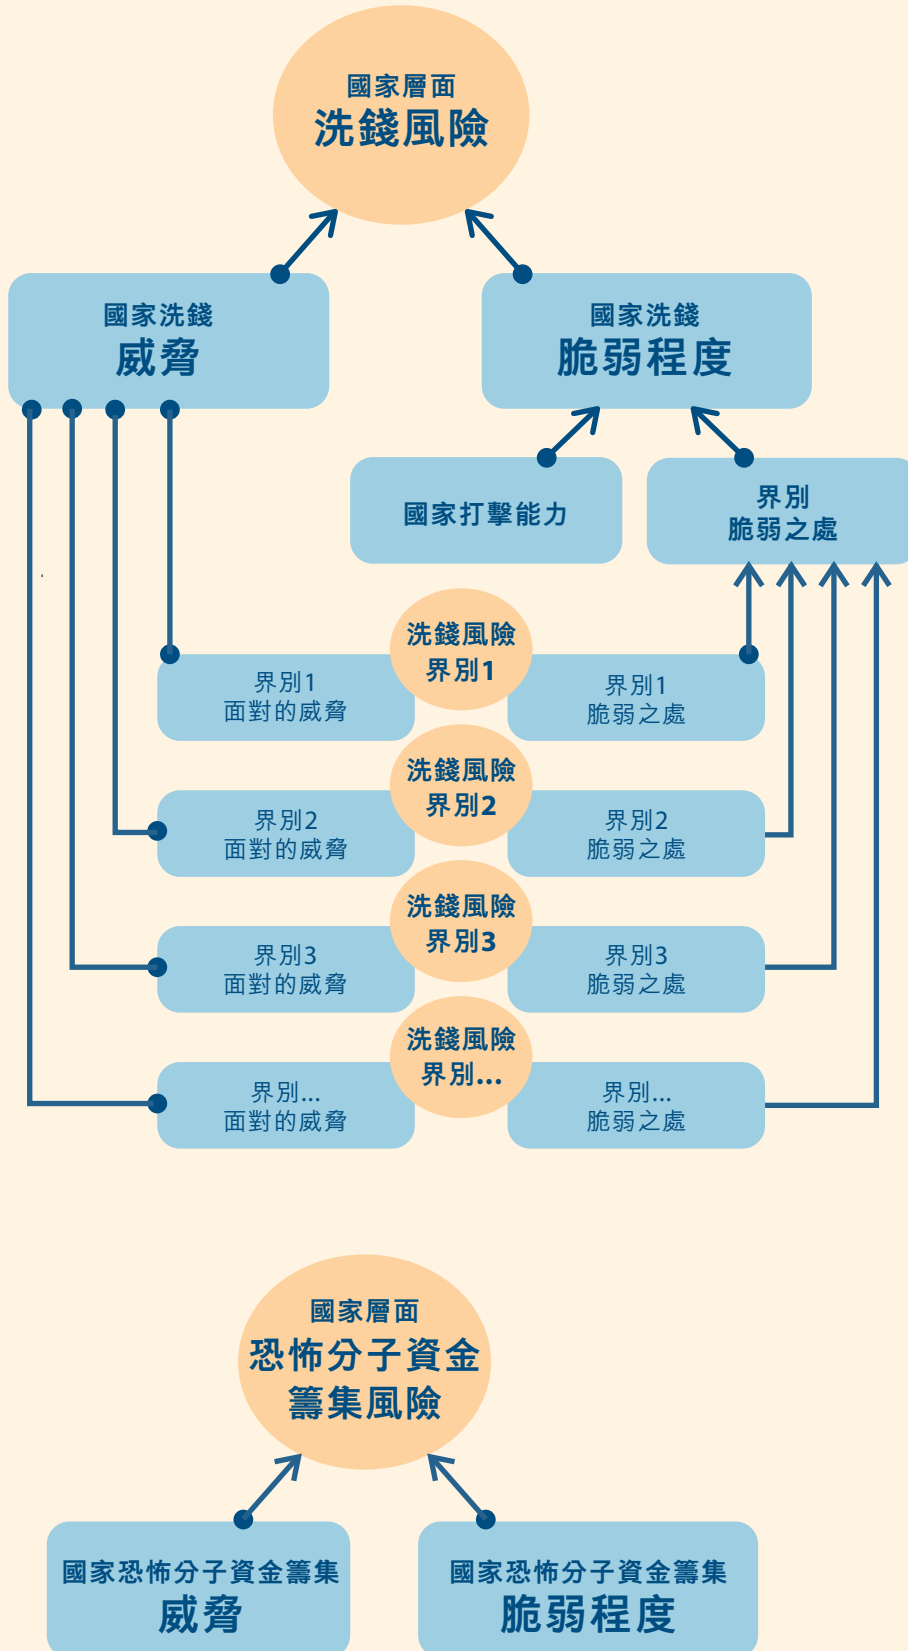 國家層面
洗錢風險
國家洗錢
威脅
國家洗錢
脆弱程度
國家打擊能力
界別
脆弱之處
洗錢風險
界別1
界別1
面對的威脅
界別1
脆弱之處
洗錢風險
界別2
界別2
面對的威脅
界別2
脆弱之處
洗錢風險
界別3
界別3
面對的威脅
界別3
脆弱之處
洗錢風險
界別...
界別...
面對的威脅
界別...
脆弱之處
國家層面
恐怖分子資金
籌集風險
國家恐怖分子資金籌集
威脅
國家恐怖分子資金籌集
脆弱程度